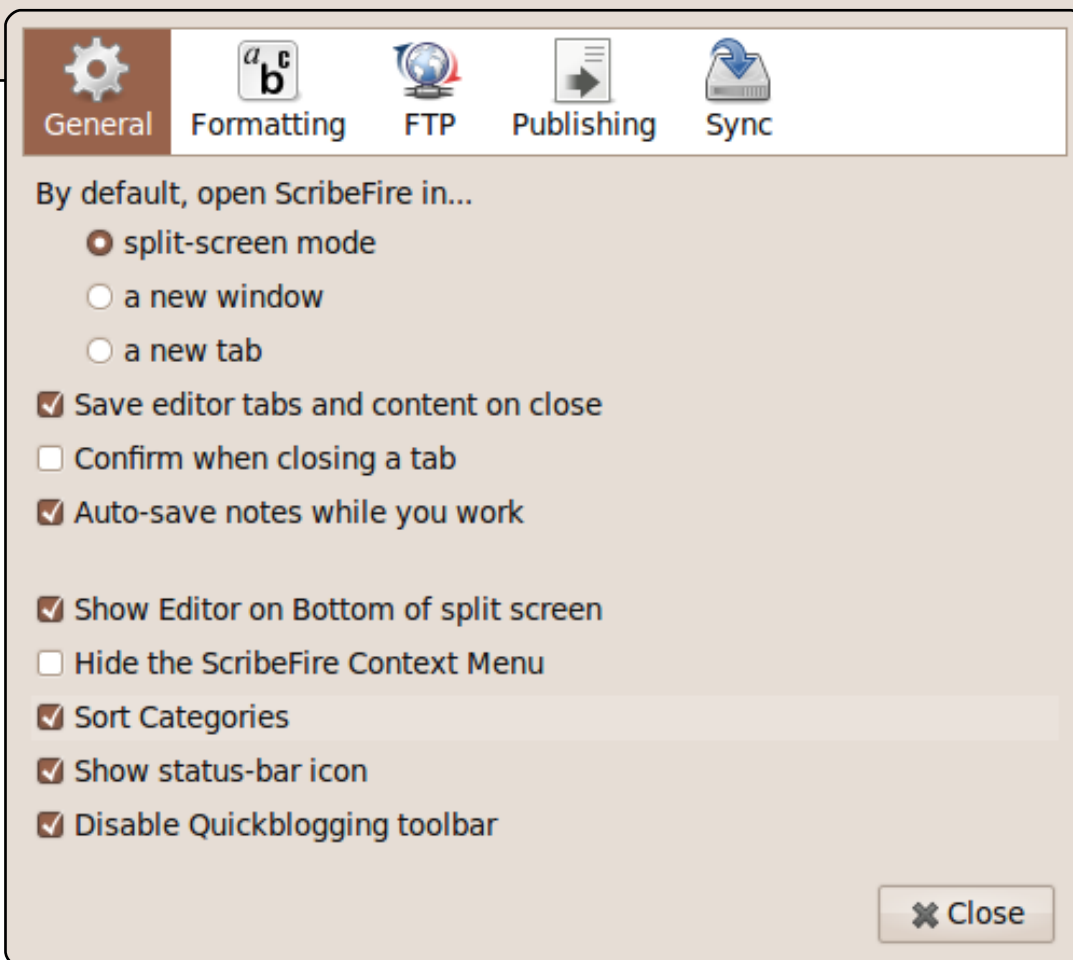 a b c
General Formatting FTP Publishing Sync
By default, open ScribeFire in...
split-screen mode
a new window
a new tab
Save editor tabs and content on close
Confirm when closing a tab
Auto-save notes while you work
Show Editor on Bottom of split screen
Hide the ScribeFire Context Menu
Sort Categories
Show status-bar icon
Disable Quickblogging toolbar
Close